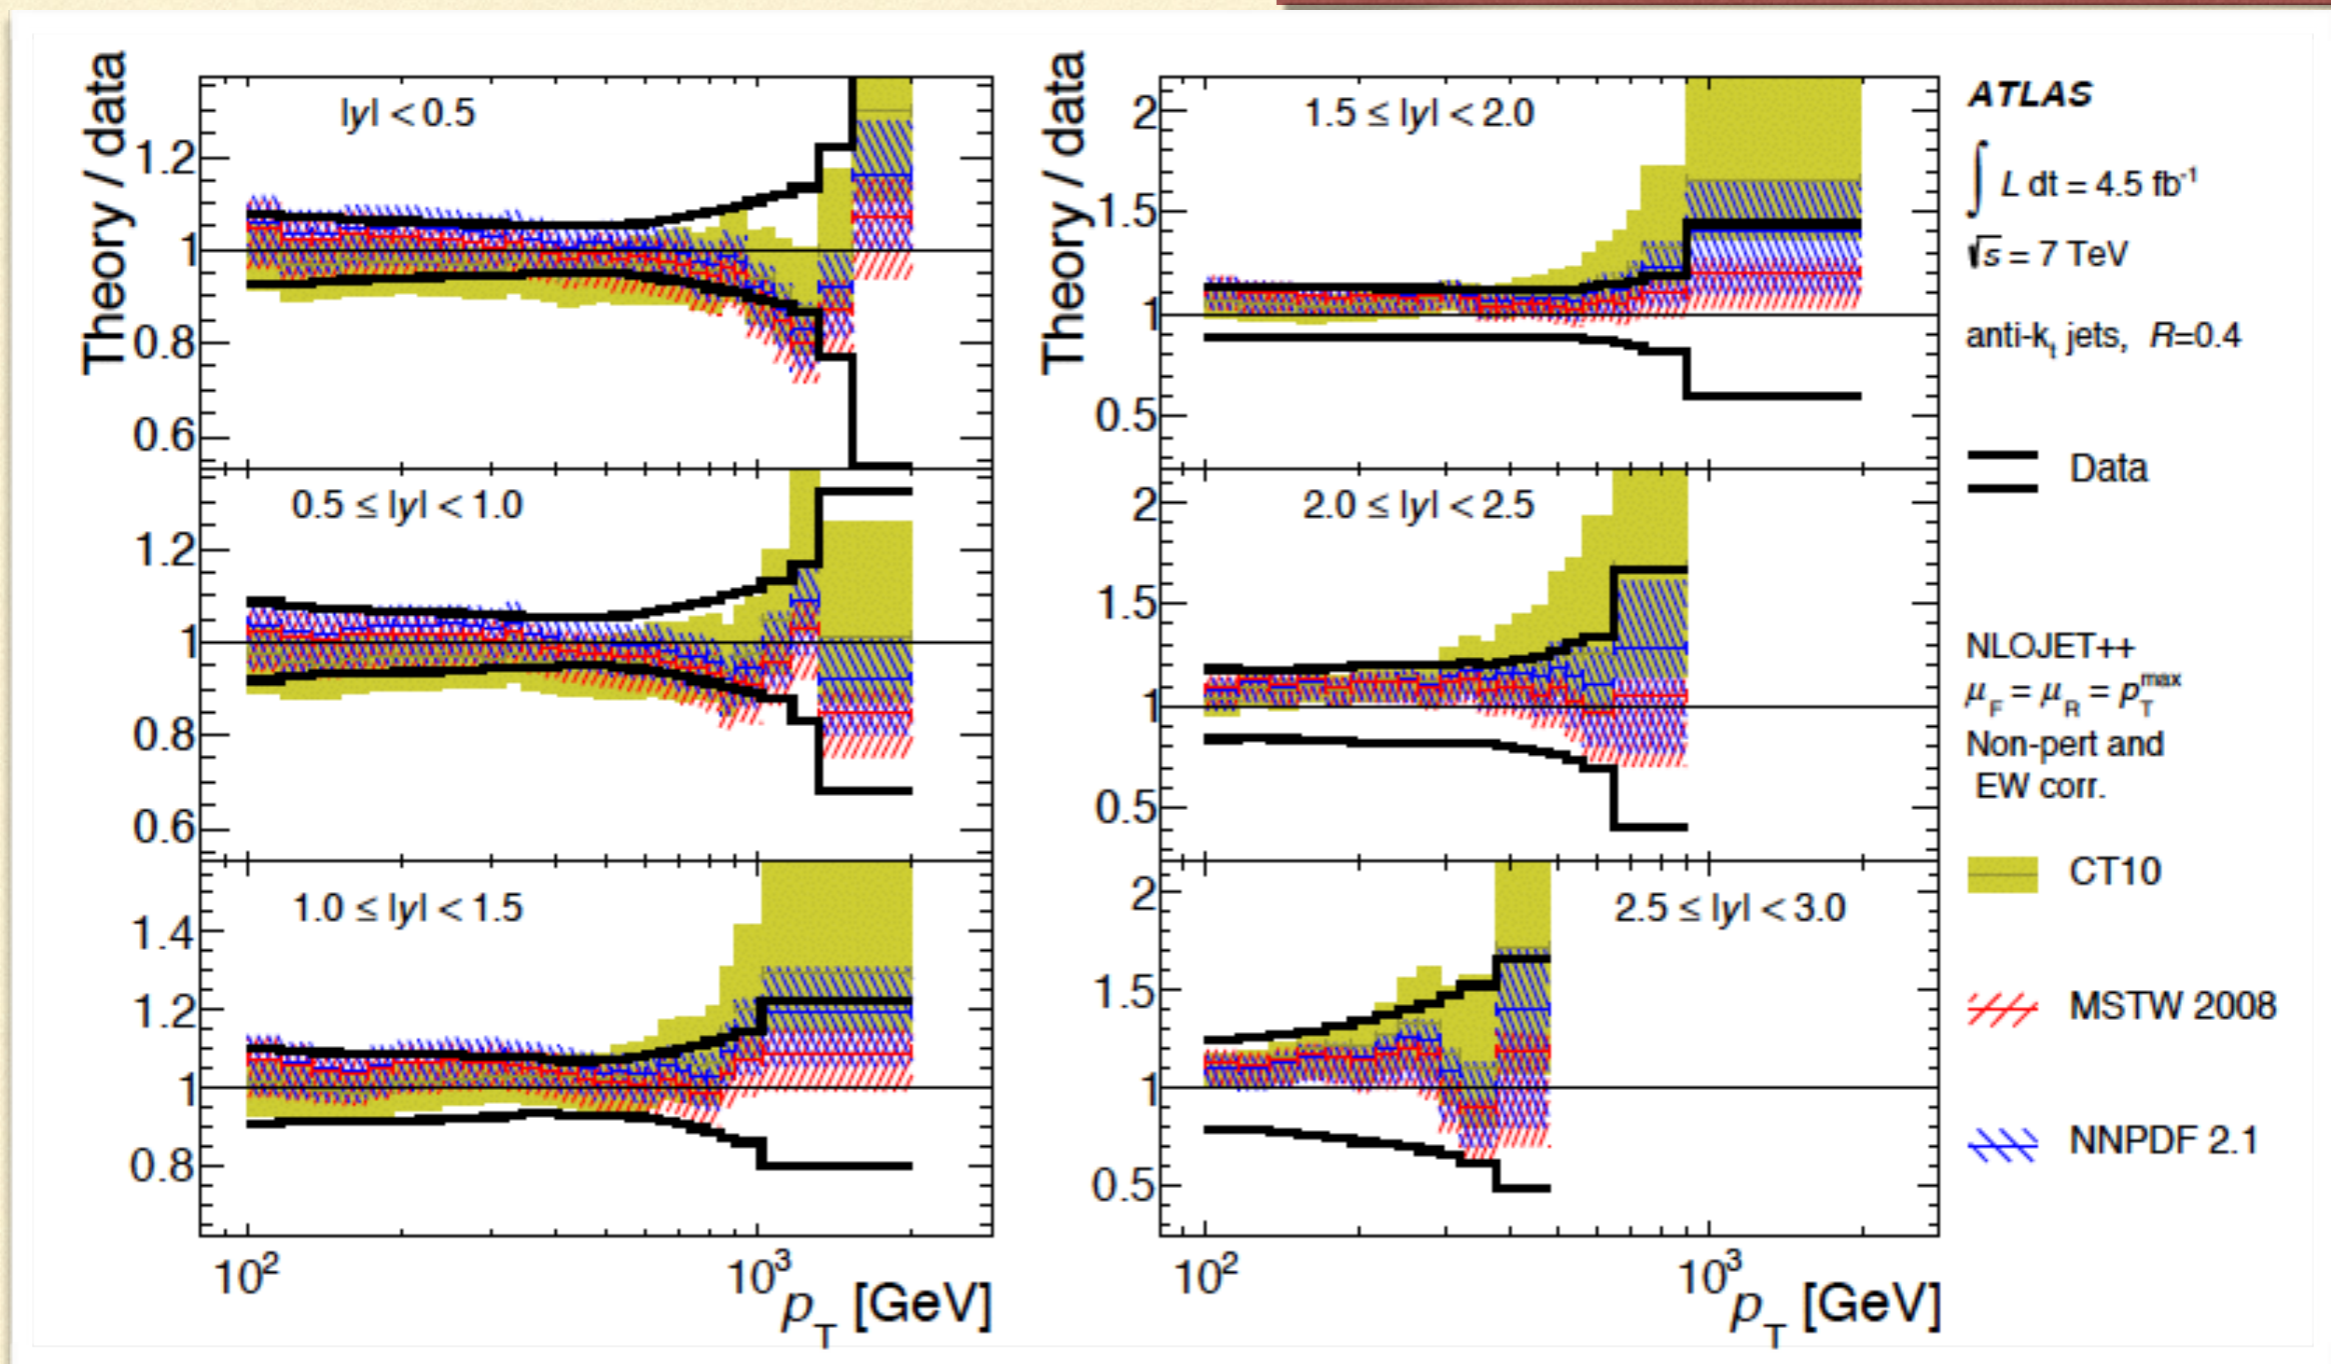 Theory / data
|y| < 0.5
1.2
1
0.8
0.6
0.5 ≤ |y| < 1.0
1.2
1
0.8
0.6
1.0 ≤ |y| < 1.5
1.4
1.2
1
0.8
10² 10³
p_T [GeV]
Theory / data
1.5 ≤ |y| < 2.0
2
1.5
1
0.5
2.0 ≤ |y| < 2.5
2
1.5
1
0.5
2.5 ≤ |y| < 3.0
2
1.5
1
0.5
10² 10³
p_T [GeV]
ATLAS
∫ L dt = 4.5 fb⁻¹
√s = 7 TeV
anti-k_t jets, R=0.4
Data
NLOJET++
μ_F = μ_R = p_T^max
Non-pert and
EW corr.
CT10
MSTW 2008
NNPDF 2.1